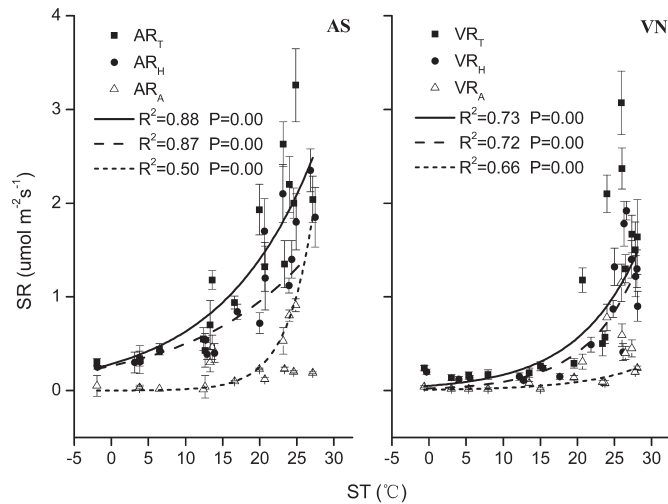 AS
AR_T
AR_H
AR_A
R²=0.88 P=0.00
R²=0.87 P=0.00
R²=0.50 P=0.00
VN
VR_T
VR_H
VR_A
R²=0.73 P=0.00
R²=0.72 P=0.00
R²=0.66 P=0.00
SR (umol m⁻²s⁻¹)
4
3
2
1
0
-5 0 5 10 15 20 25 30 -5 0 5 10 15 20 25 30
ST (℃)